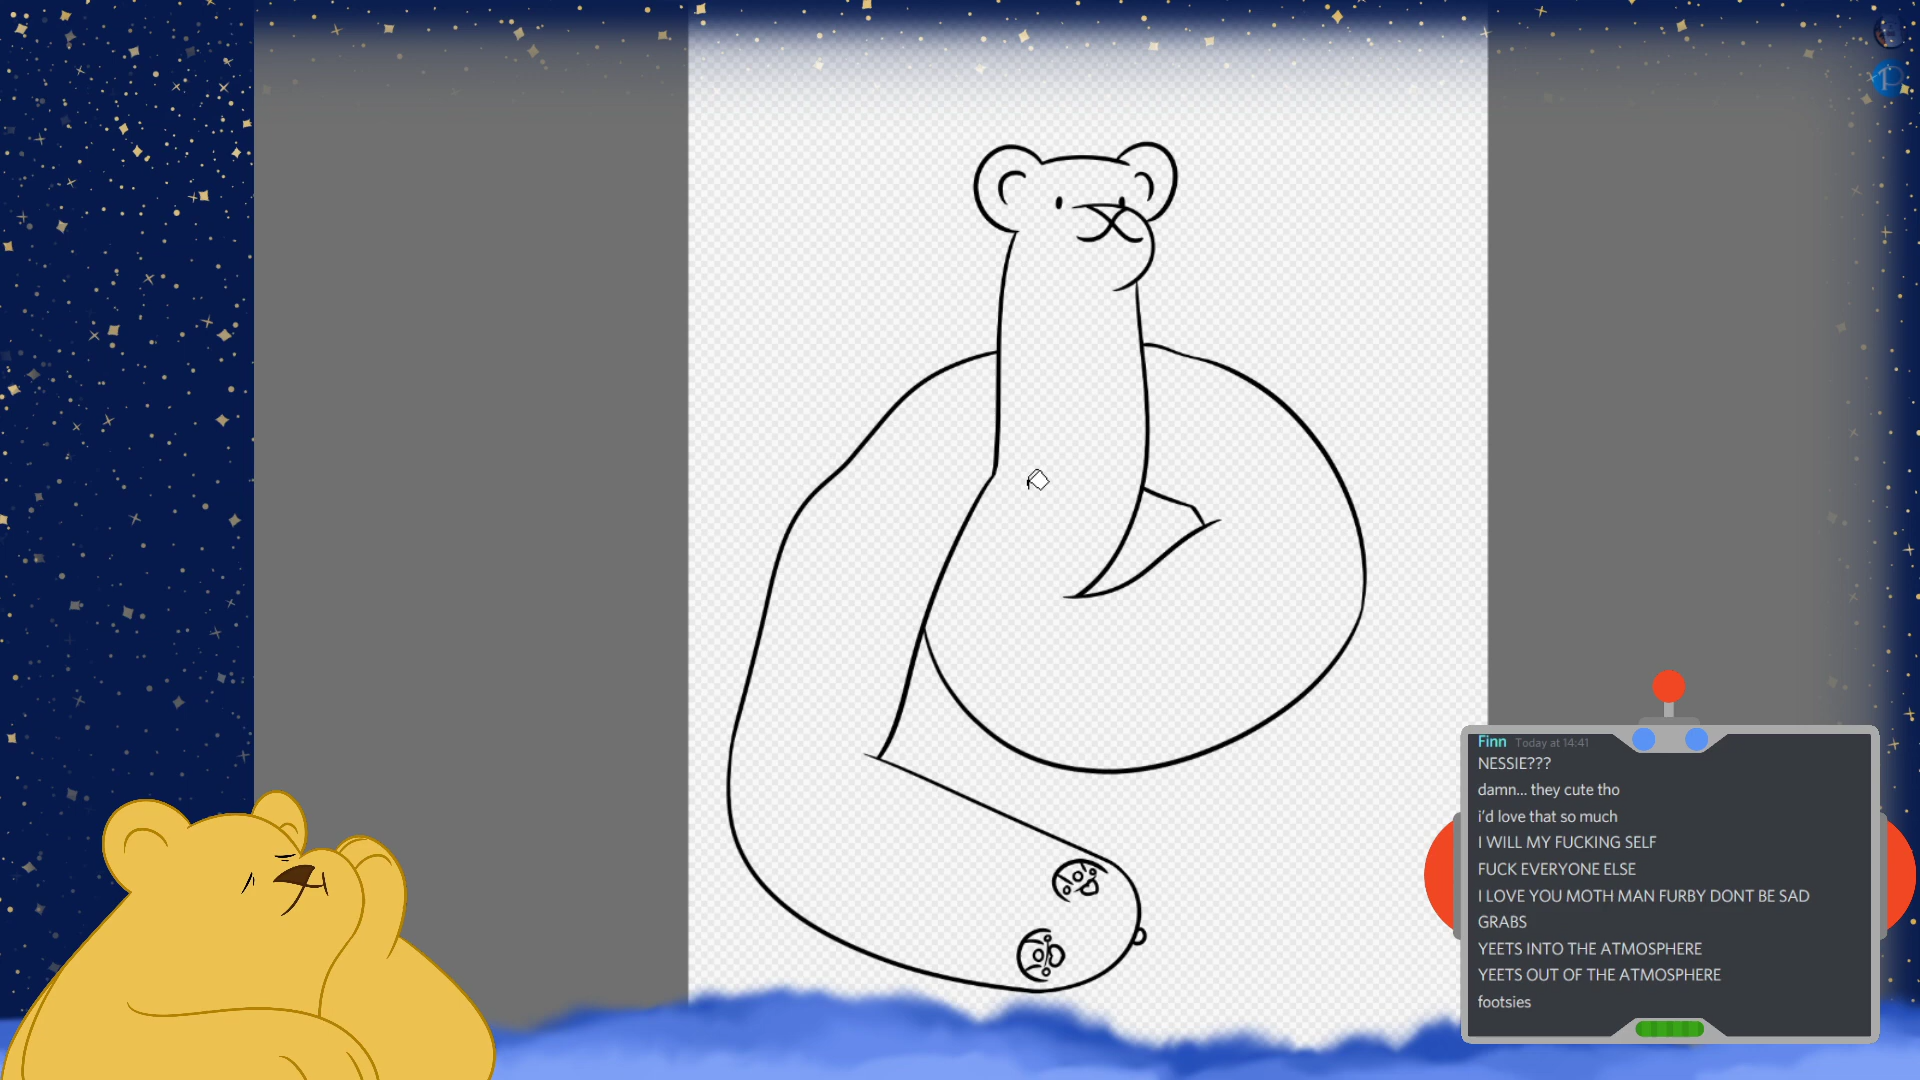 Finn Today at 14:41
NESSIE???
damn... they cute tho
i'd love that so much
I WILL MY FUCKING SELF
FUCK EVERYONE ELSE
I LOVE YOU MOTH MAN FURBY DONT BE SAD
GRABS
YEETS INTO THE ATMOSPHERE
YEETS OUT OF THE ATMOSPHERE
footsies